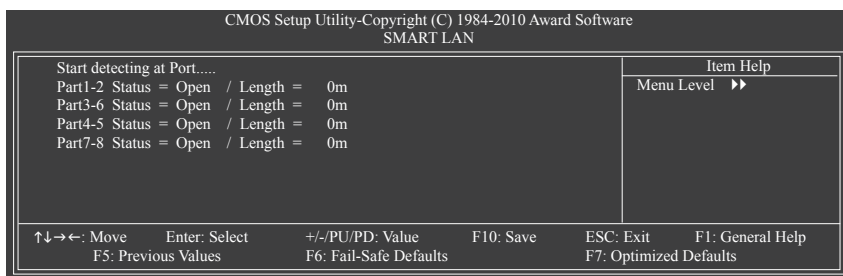 CMOS Setup Utility-Copyright (C) 1984-2010 Award Software
SMART LAN
Start detecting at Port.....
Part1-2 Status = Open / Length = 0m
Part3-6 Status = Open / Length = 0m
Part4-5 Status = Open / Length = 0m
Part7-8 Status = Open / Length = 0m
Item Help
Menu Level ▶▶
↑↓→←: Move Enter: Select +/-/PU/PD: Value F10: Save ESC: Exit F1: General Help
F5: Previous Values F6: Fail-Safe Defaults F7: Optimized Defaults